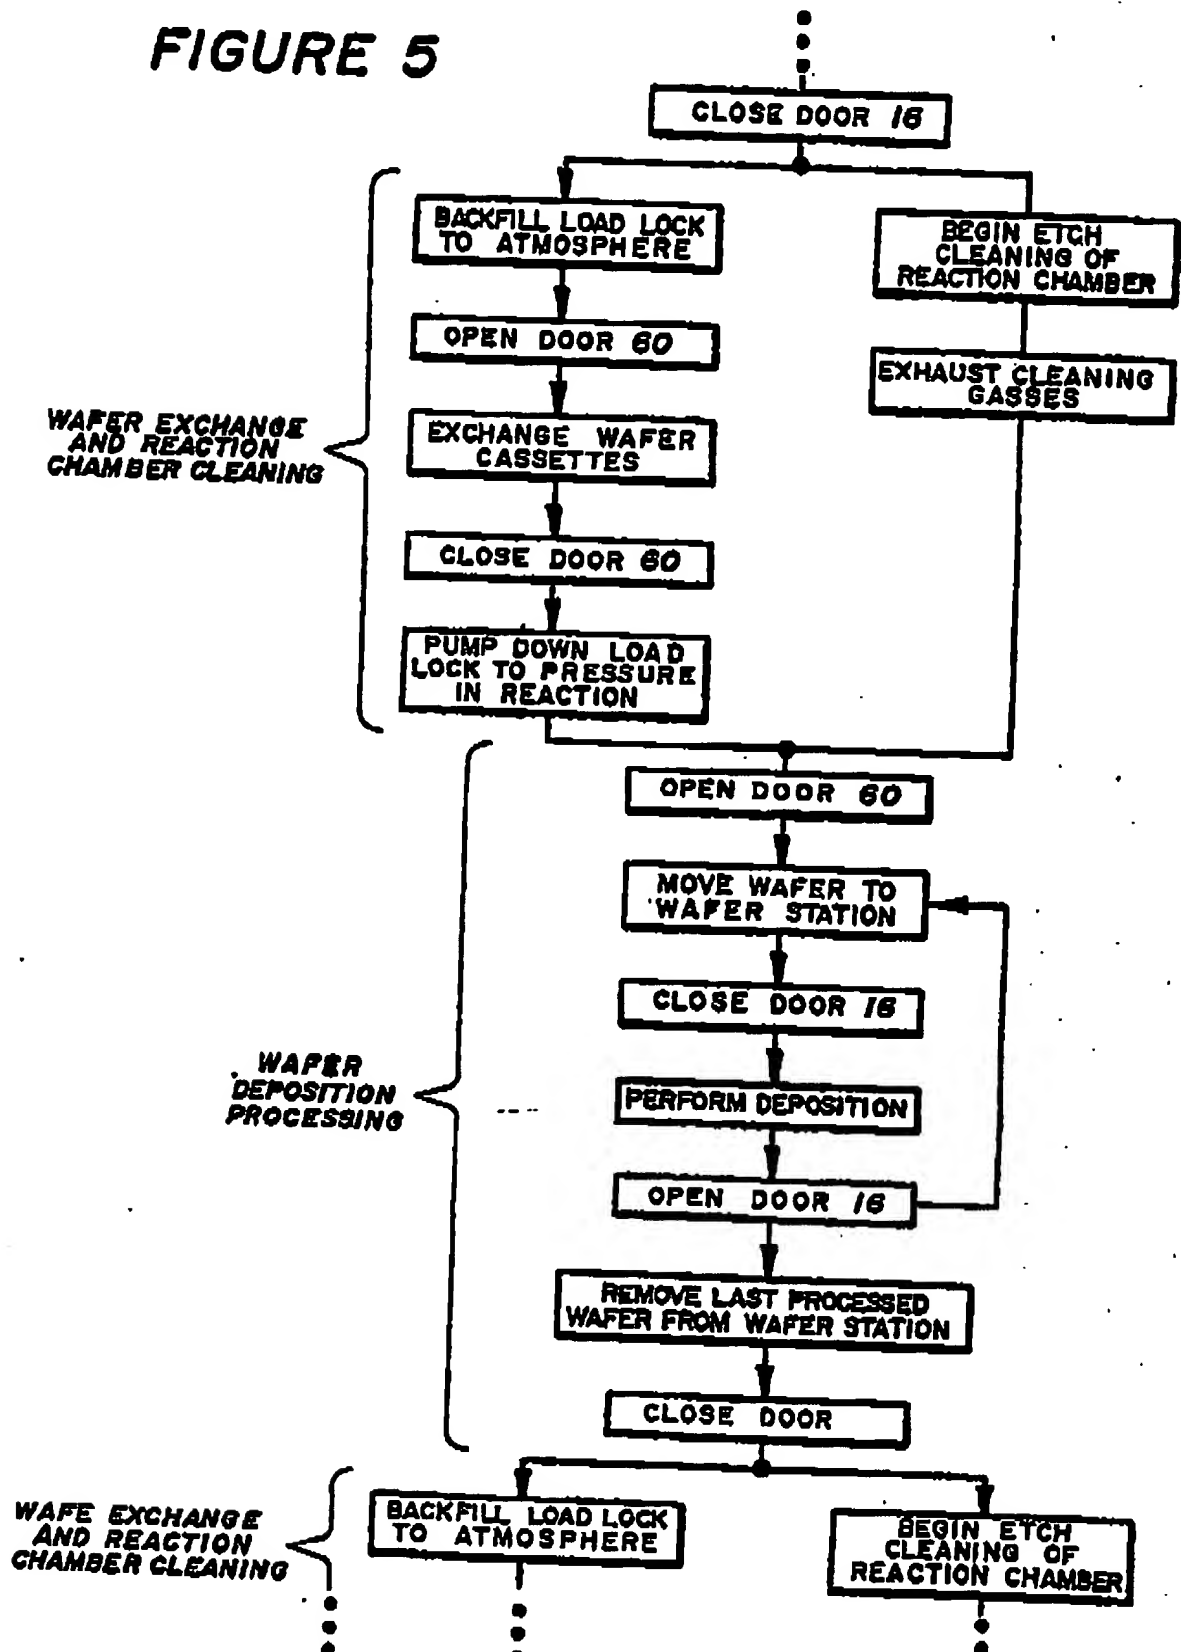 FIGURE 5
CLOSE DOOR 16
BACKFILL LOAD LOCK
TO ATMOSPHERE
BEGIN ETCH
CLEANING OF
REACTION CHAMBER
OPEN DOOR 60
EXHAUST CLEANING
GASSES
WAFER EXCHANGE
AND REACTION
CHAMBER CLEANING
EXCHANGE WAFER
CASSETTES
CLOSE DOOR 60
PUMP DOWN LOAD
LOCK TO PRESSURE
IN REACTION
OPEN DOOR 60
MOVE WAFER TO
WAFER STATION
CLOSE DOOR 16
WAFER
DEPOSITION
PROCESSING
PERFORM DEPOSITION
OPEN DOOR 16
REMOVE LAST PROCESSED
WAFER FROM WAFER STATION
CLOSE DOOR
WAFE EXCHANGE
AND REACTION
CHAMBER CLEANING
BACKFILL LOAD LOCK
TO ATMOSPHERE
BEGIN ETCH
CLEANING OF
REACTION CHAMBER